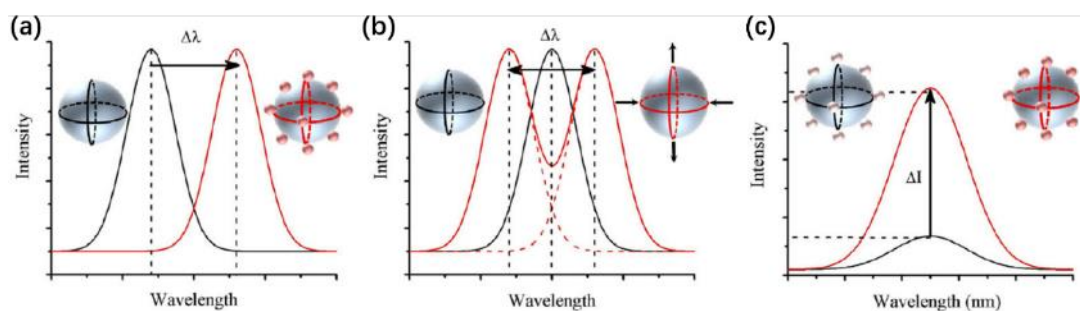 (a)
Δλ
Intensity
Wavelength
(b)
Δλ
Intensity
Wavelength
(c)
ΔI
Intensity
Wavelength (nm)